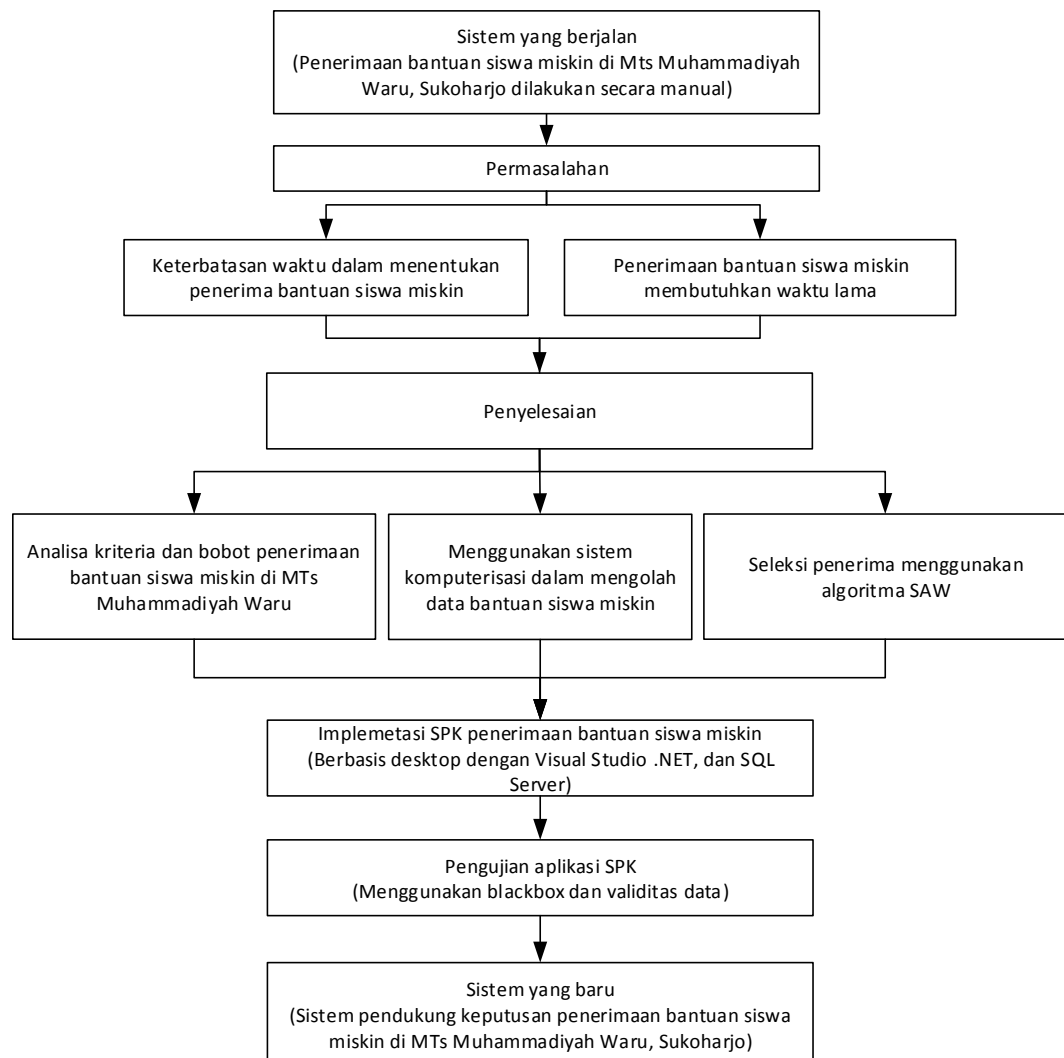 Sistem yang berjalan
(Penerimaan bantuan siswa miskin di Mts Muhammadiyah
Waru, Sukoharjo dilakukan secara manual)
Permasalahan
Keterbatasan waktu dalam menentukan
penerima bantuan siswa miskin
Penerimaan bantuan siswa miskin
membutuhkan waktu lama
Penyelesaian
Analisa kriteria dan bobot penerimaan
bantuan siswa miskin di MTs
Muhammadiyah Waru
Menggunakan sistem
komputerisasi dalam mengolah
data bantuan siswa miskin
Seleksi penerima menggunakan
algoritma SAW
Implemetasi SPK penerimaan bantuan siswa miskin
(Berbasis desktop dengan Visual Studio .NET, dan SQL
Server)
Pengujian aplikasi SPK
(Menggunakan blackbox dan validitas data)
Sistem yang baru
(Sistem pendukung keputusan penerimaan bantuan siswa
miskin di MTs Muhammadiyah Waru, Sukoharjo)